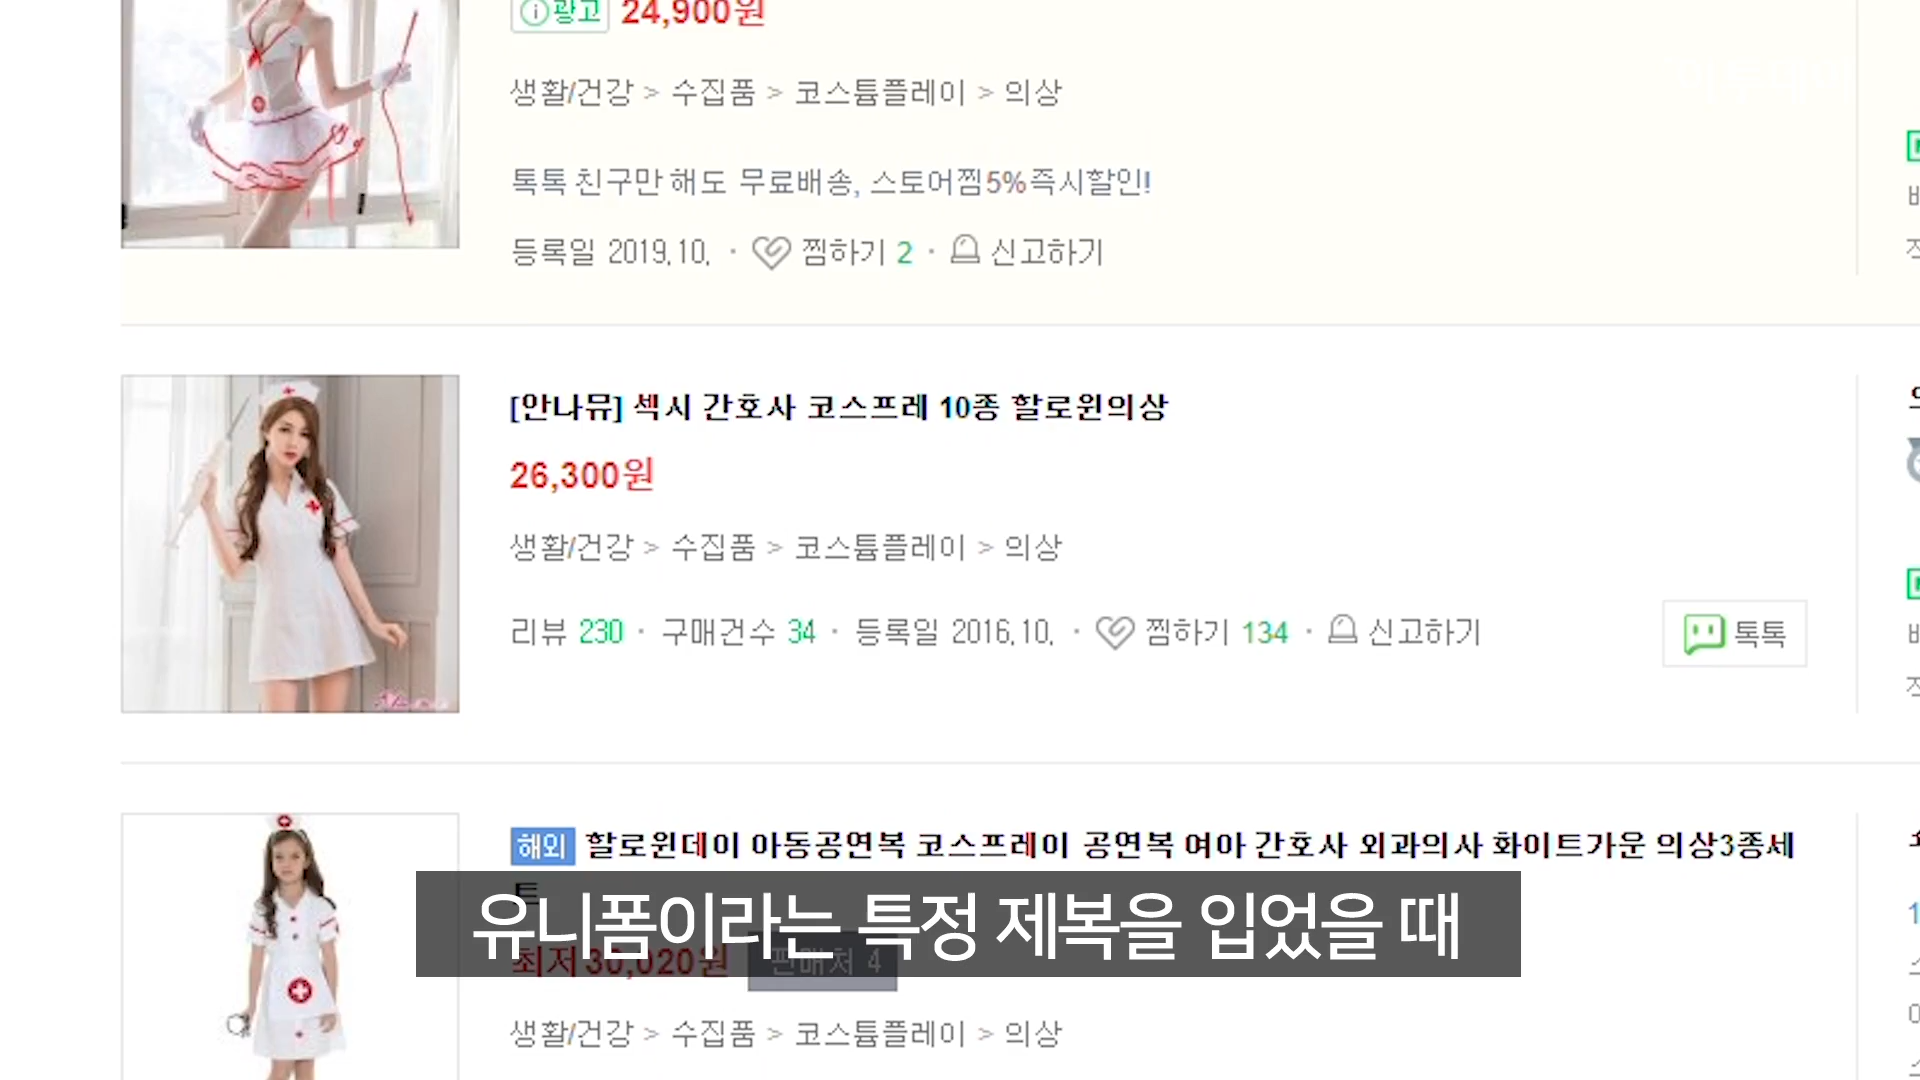 광고 24,900원
생활/건강 > 수집품 > 코스튬플레이 > 의상
톡톡 친구만 해도 무료배송, 스토어찜5%즉시할인!
등록일 2019.10. · 찜하기 2 · 신고하기
[안나뮤] 섹시 간호사 코스프레 10종 할로윈의상
26,300원
생활/건강 > 수집품 > 코스튬플레이 > 의상
리뷰 230 · 구매건수 34 · 등록일 2016.10. · 찜하기 134 · 신고하기
톡톡
해외 할로윈데이 아동공연복 코스프레이 공연복 여아 간호사 외과의사 화이트가운 의상3종세
트
유니폼이라는 특정 제복을 입었을 때
최저 30,020원 판매처 4
생활/건강 > 수집품 > 코스튬플레이 > 의상